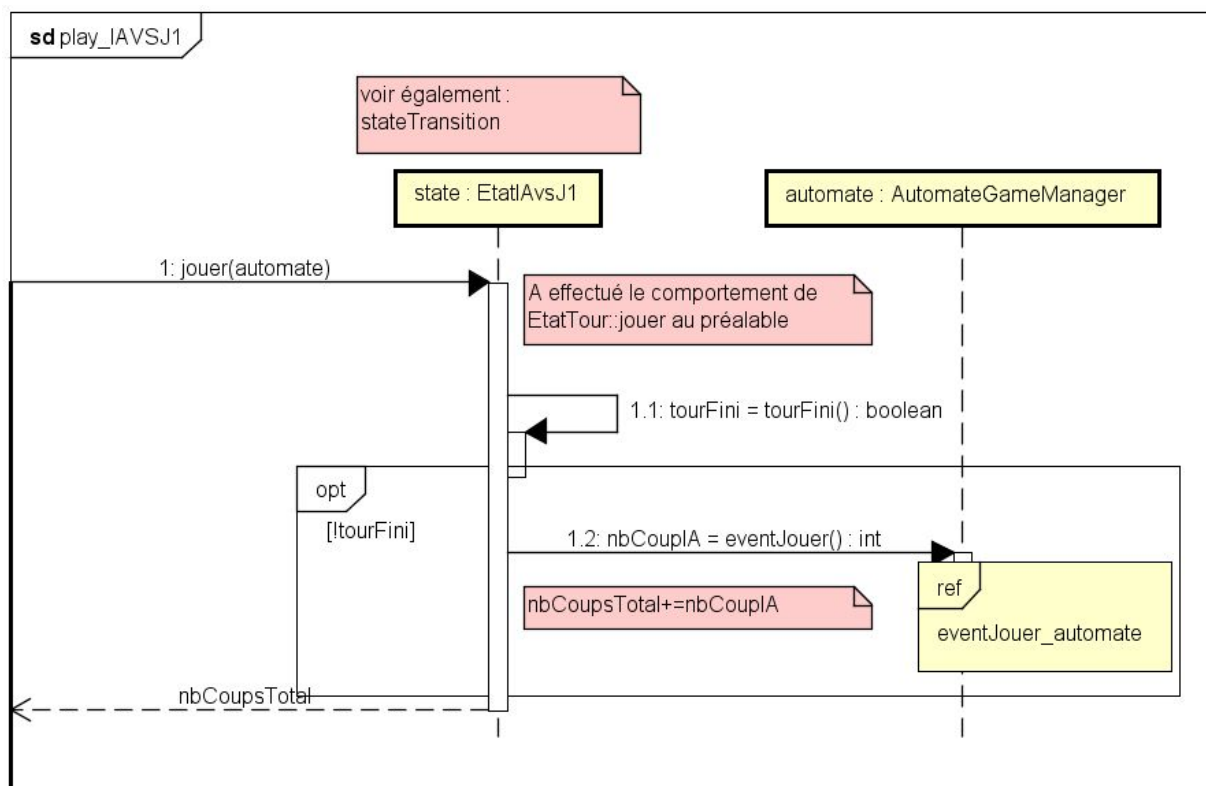 sd play_IAVSJ1
voir également :
stateTransition
state : EtatIAvsJ1
automate : AutomateGameManager
1: jouer(automate)
A effectué le comportement de
EtatTour::jouer au préalable
1.1: tourFini = tourFini() : boolean
opt
[!tourFini]
1.2: nbCoupIA = eventJouer() : int
ref
nbCoupsTotal+=nbCoupIA
eventJouer_automate
nbCoupsTotal